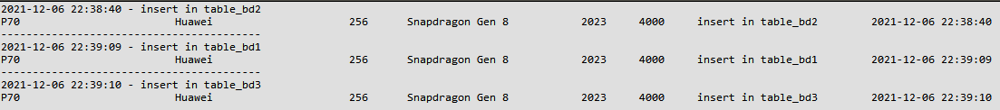 2021-12-06 22:38:40 - insert in table_bd2
P70 Huawei 256 Snapdragon Gen 8 2023 4000 insert in table_bd2 2021-12-06 22:38:40
-----------------------------------------
2021-12-06 22:39:09 - insert in table_bd1
P70 Huawei 256 Snapdragon Gen 8 2023 4000 insert in table_bd1 2021-12-06 22:39:09
-----------------------------------------
2021-12-06 22:39:10 - insert in table_bd3
P70 Huawei 256 Snapdragon Gen 8 2023 4000 insert in table_bd3 2021-12-06 22:39:10